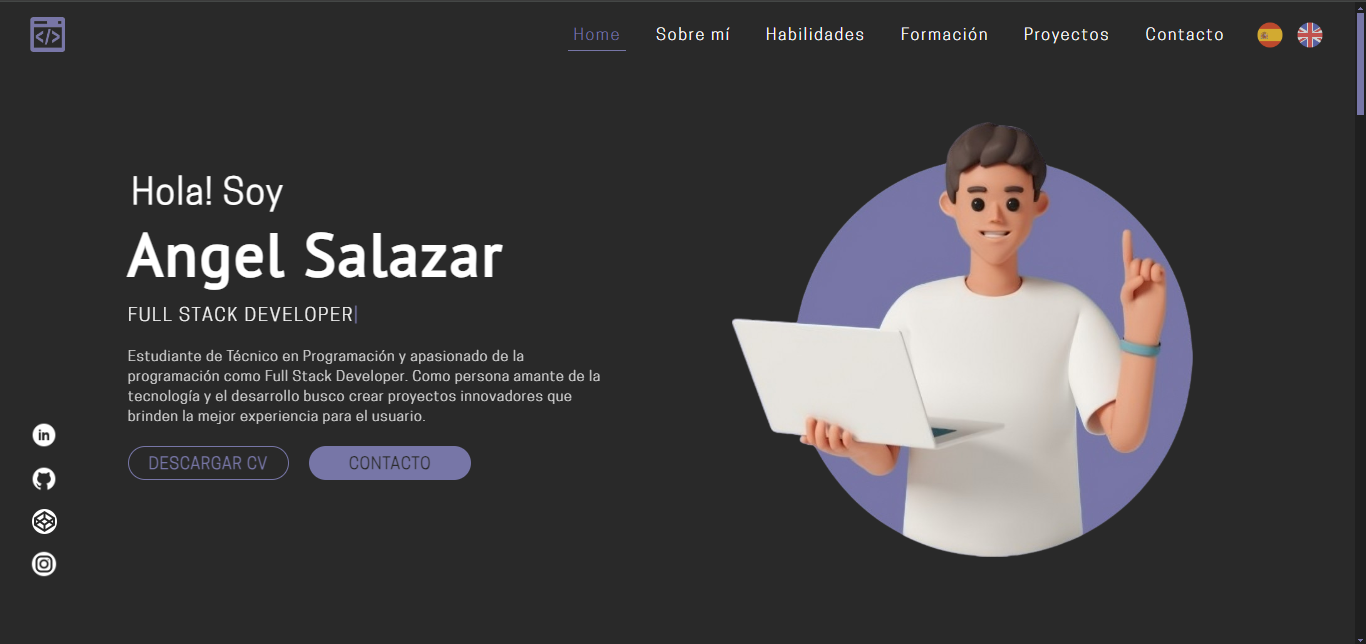 </>
Home Sobre mí Habilidades Formación Proyectos Contacto
Hola! Soy
Angel Salazar
FULL STACK DEVELOPER|
Estudiante de Técnico en Programación y apasionado de la
programación como Full Stack Developer. Como persona amante de la
tecnología y el desarrollo busco crear proyectos innovadores que
brinden la mejor experiencia para el usuario.
DESCARGAR CV CONTACTO
in